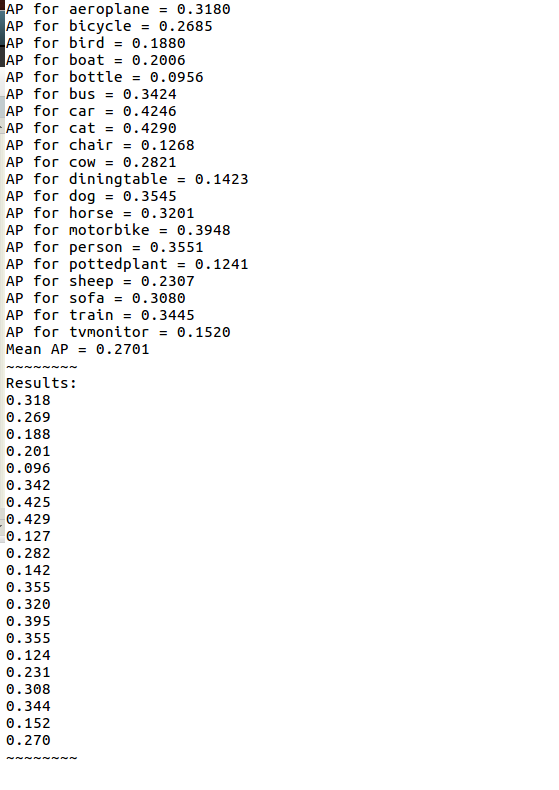 AP for aeroplane = 0.3180
AP for bicycle = 0.2685
AP for bird = 0.1880
AP for boat = 0.2006
AP for bottle = 0.0956
AP for bus = 0.3424
AP for car = 0.4246
AP for cat = 0.4290
AP for chair = 0.1268
AP for cow = 0.2821
AP for diningtable = 0.1423
AP for dog = 0.3545
AP for horse = 0.3201
AP for motorbike = 0.3948
AP for person = 0.3551
AP for pottedplant = 0.1241
AP for sheep = 0.2307
AP for sofa = 0.3080
AP for train = 0.3445
AP for tvmonitor = 0.1520
Mean AP = 0.2701
~~~~~~~~
Results:
0.318
0.269
0.188
0.201
0.096
0.342
0.425
0.429
0.127
0.282
0.142
0.355
0.320
0.395
0.355
0.124
0.231
0.308
0.344
0.152
0.270
~~~~~~~~